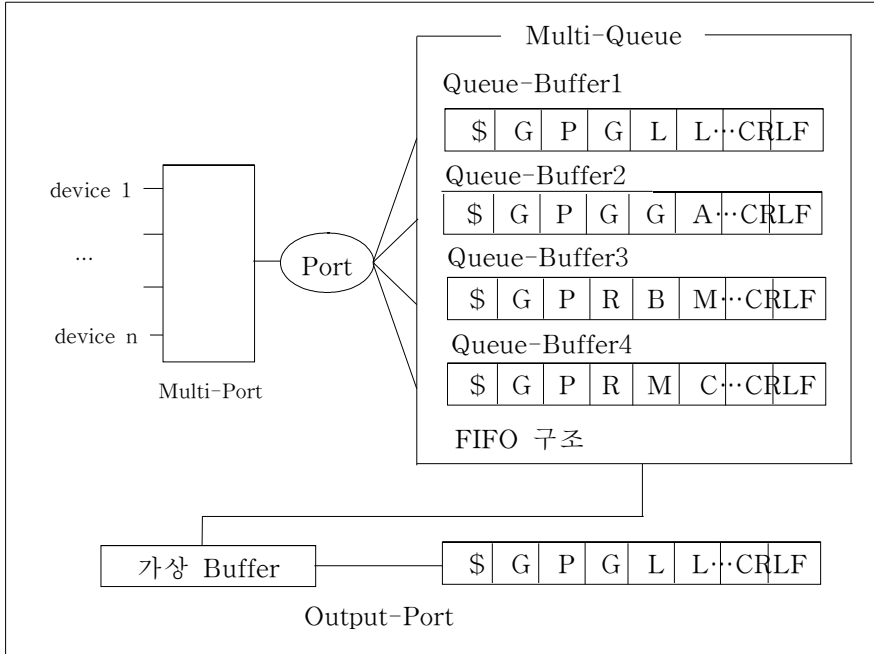 Multi-Queue
Queue-Buffer1
$ G P G L L…CRLF
Queue-Buffer2
$ G P G G A…CRLF
Queue-Buffer3
$ G P R B M…CRLF
Queue-Buffer4
$ G P R M C…CRLF
FIFO 구조
device 1
...
device n
Multi-Port
Port
가상 Buffer
$ G P G L L…CRLF
Output-Port